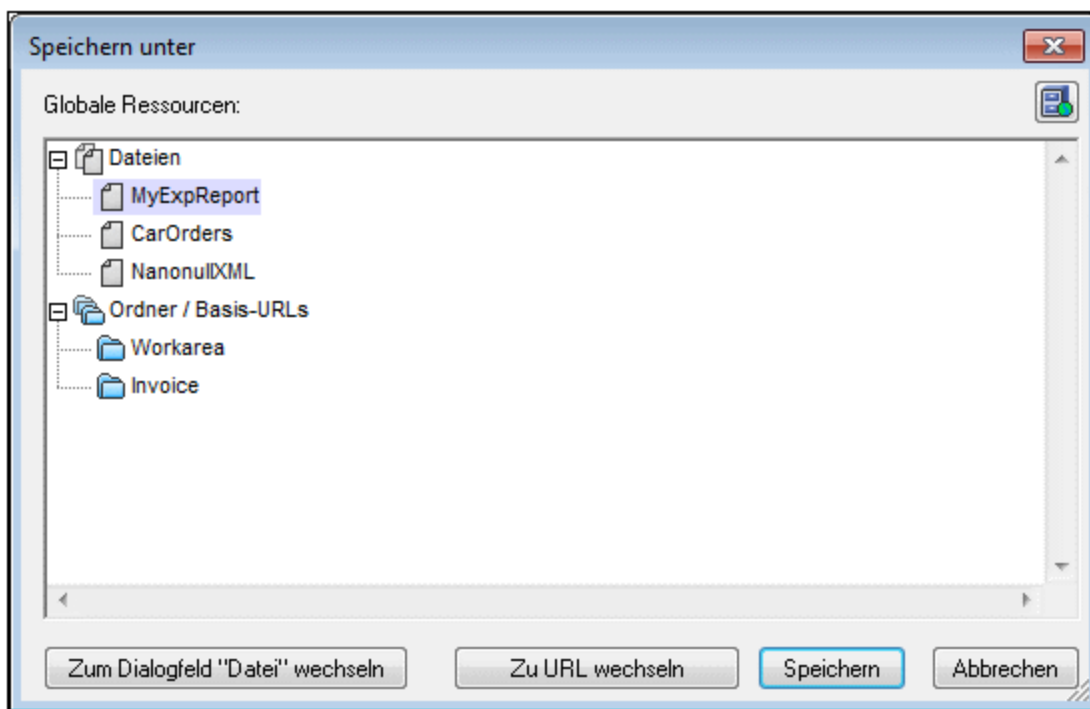 Speichern unter
Globale Ressourcen:
Dateien
MyExpReport
CarOrders
NanonullXML
Ordner / Basis-URLs
Workarea
Invoice
Zum Dialogfeld "Datei" wechseln
Zu URL wechseln
Speichern
Abbrechen